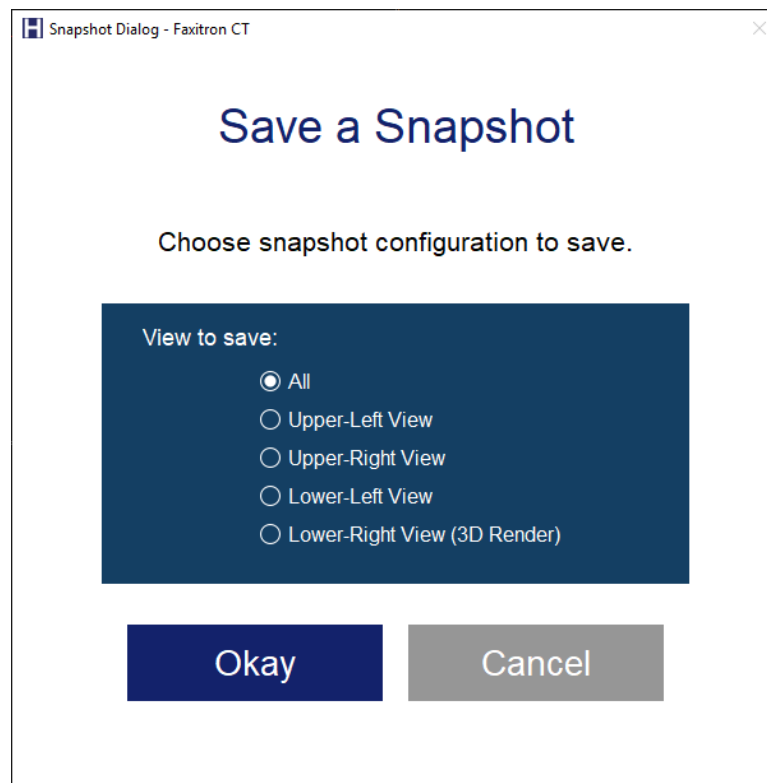 Snapshot Dialog - Faxitron CT
Save a Snapshot
Choose snapshot configuration to save.
View to save:
All
Upper-Left View
Upper-Right View
Lower-Left View
Lower-Right View (3D Render)
Okay Cancel